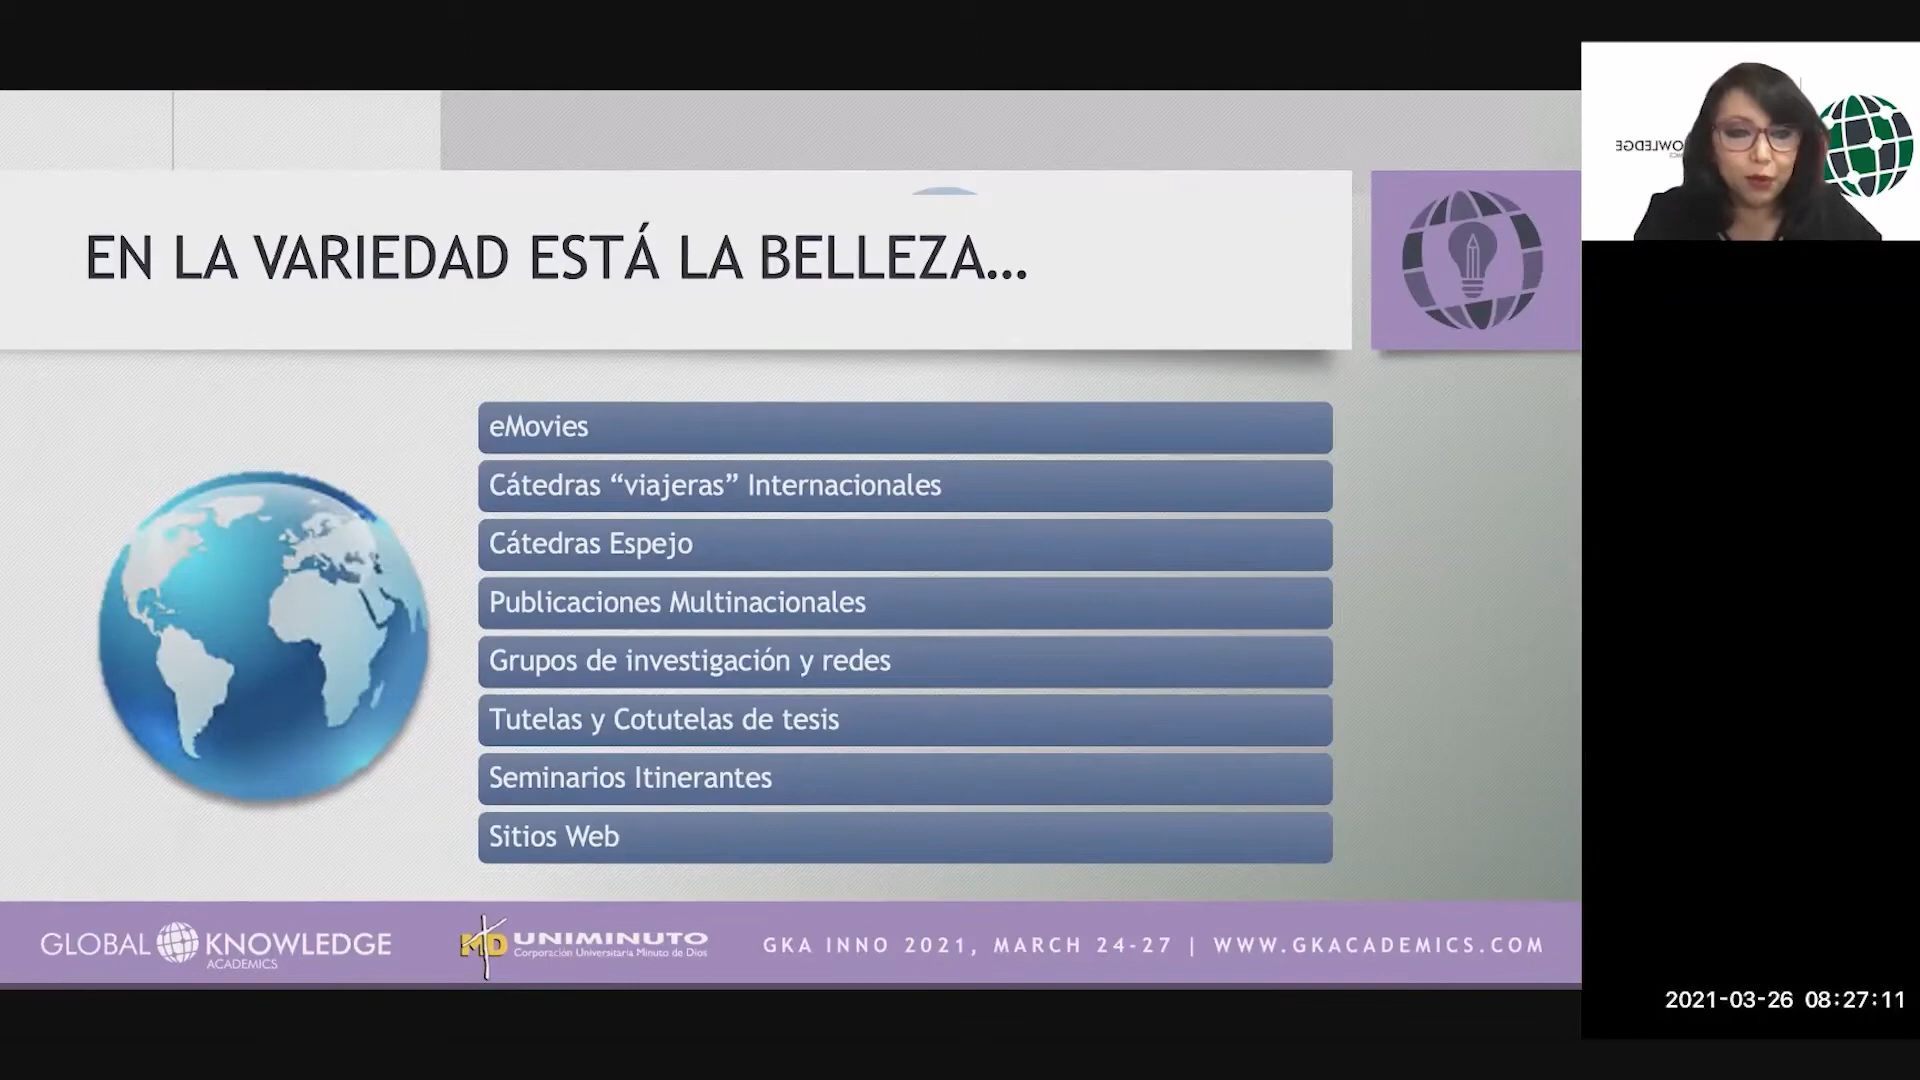 EN LA VARIEDAD ESTÁ LA BELLEZA...
eMovies
Cátedras “viajeras” Internacionales
Cátedras Espejo
Publicaciones Multinacionales
Grupos de investigación y redes
Tutelas y Cotutelas de tesis
Seminarios Itinerantes
Sitios Web
GLOBAL KNOWLEDGE
ACADEMICS
MD UNIMINUTO
Corporación Universitaria Minuto de Dios
GKA INNO 2021, MARCH 24-27 | WWW.GKACADEMICS.COM
OWLEDGE
2021-03-26 08:27:11